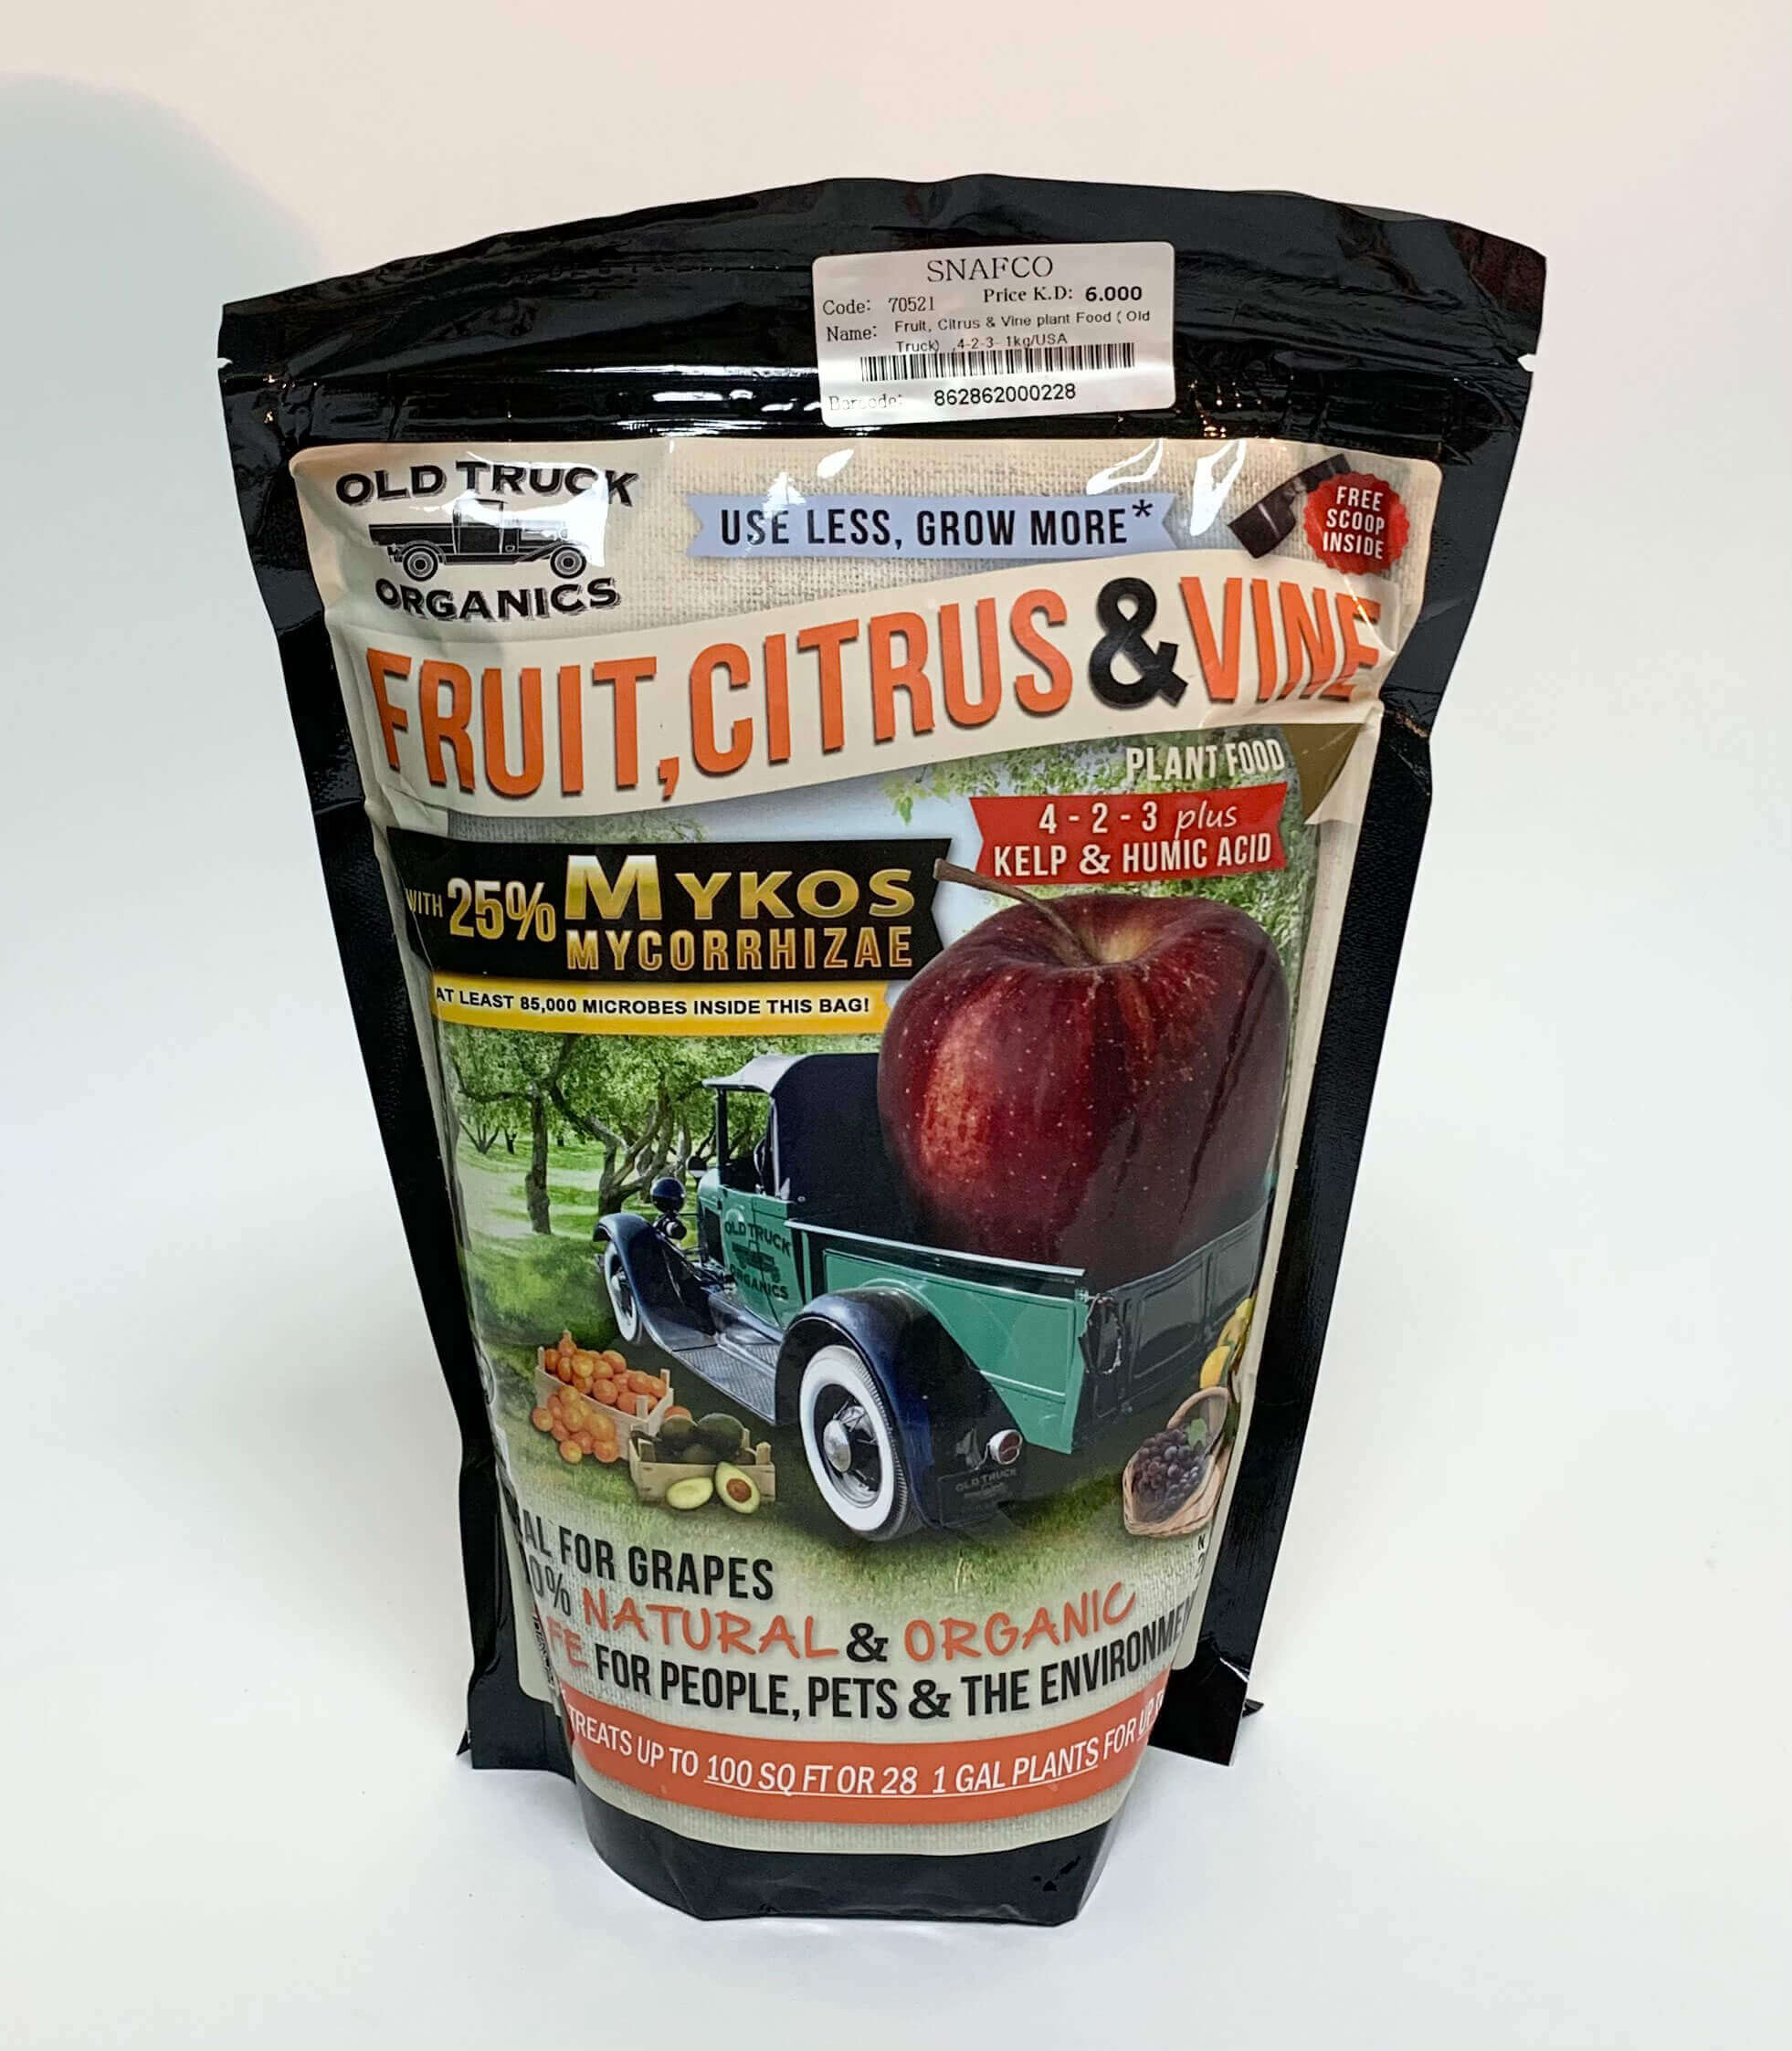 SNAFCO
Code: 70521 Price K.D: 6.000
Name: Fruit, Citrus & Vine plant Food ( Old
Truck) ,4-2-3- 1kg/USA
Barcode: 862862000228
OLD TRUCK
ORGANICS
USE LESS, GROW MORE*
FREE
SCOOP
INSIDE
FRUIT, CITRUS & VINE
PLANT FOOD
4 - 2 - 3 plus
KELP & HUMIC ACID
WITH 25% MYKOS
MYCORRHIZAE
AT LEAST 85,000 MICROBES INSIDE THIS BAG!
OLD TRUCK
ORGANICS
OLD TRUCK
FOR GRAPES
NATURAL & ORGANIC
FOR PEOPLE, PETS & THE
TREATS UP TO 100 SQ FT OR 28 1 GAL PLANTS FOR